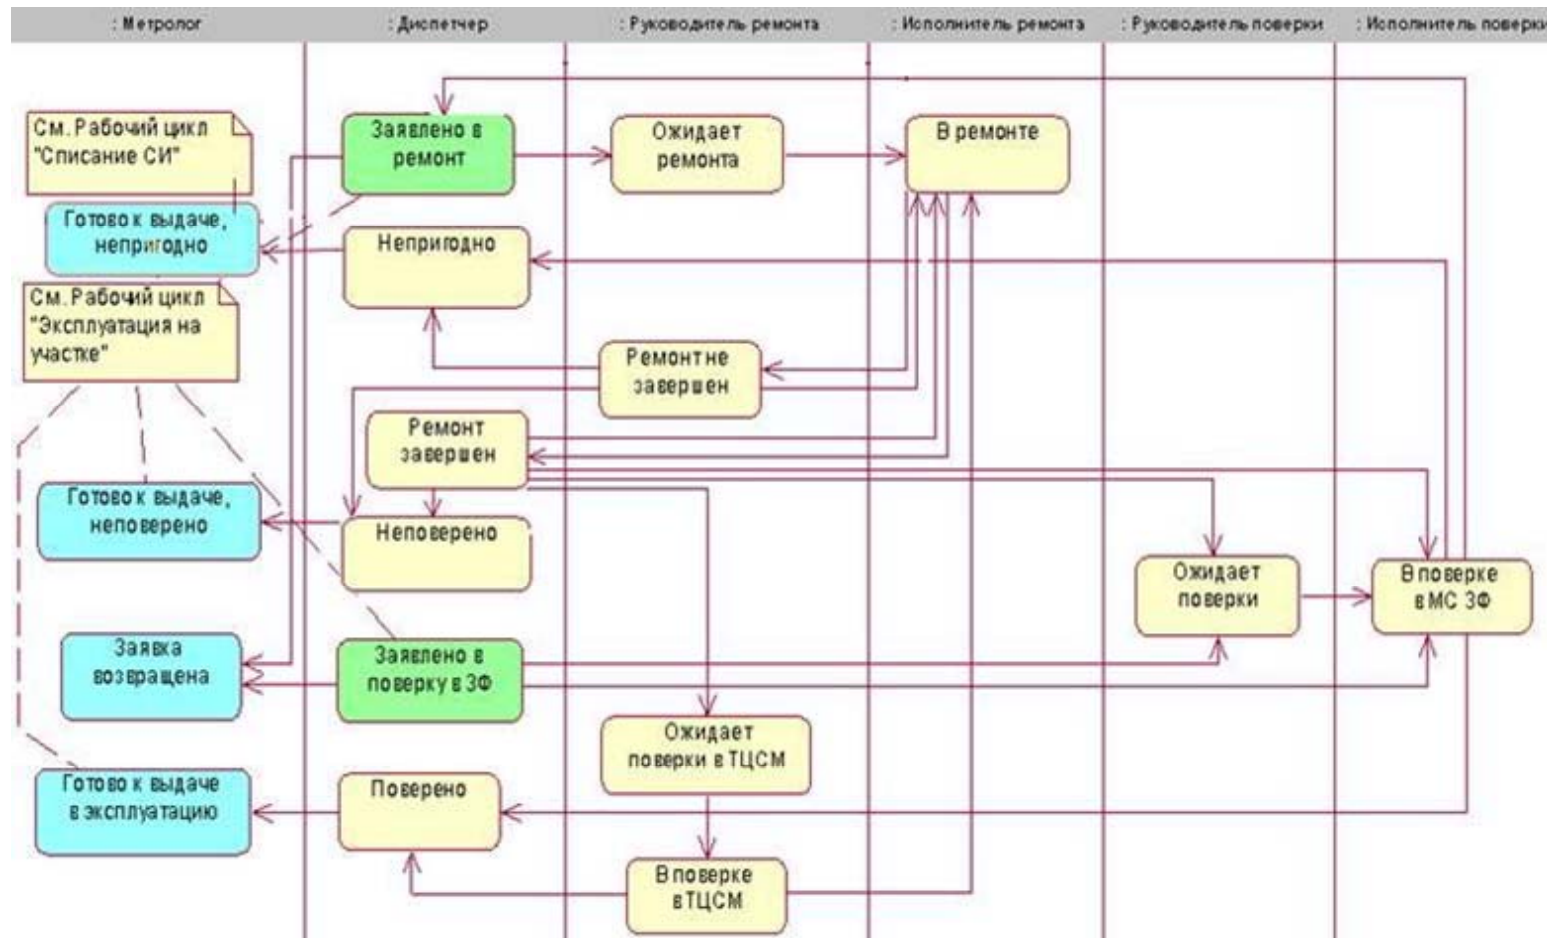 : Метролог
: Диспетчер
: Руководитель ремонта
: Исполнитель ремонта
: Руководитель поверки
: Исполнитель поверки
См. Рабочий цикл
"Списание СИ"
Заявлено в
ремонт
Ожидает
ремонта
В ремонте
Готово к выдаче,
непригодно
Непригодно
См. Рабочий цикл
"Эксплуатация на
участке"
Ремонт не
завершен
Ремонт
завершен
Готово к выдаче,
неповерено
Неповерено
Ожидает
поверки
В поверке
в МС ЗФ
Заявка
возвращена
Заявлено в
поверку в ЗФ
Ожидает
поверки в ТЦСМ
Готово к выдаче
в эксплуатацию
Поверено
В поверке
в ТЦСМ